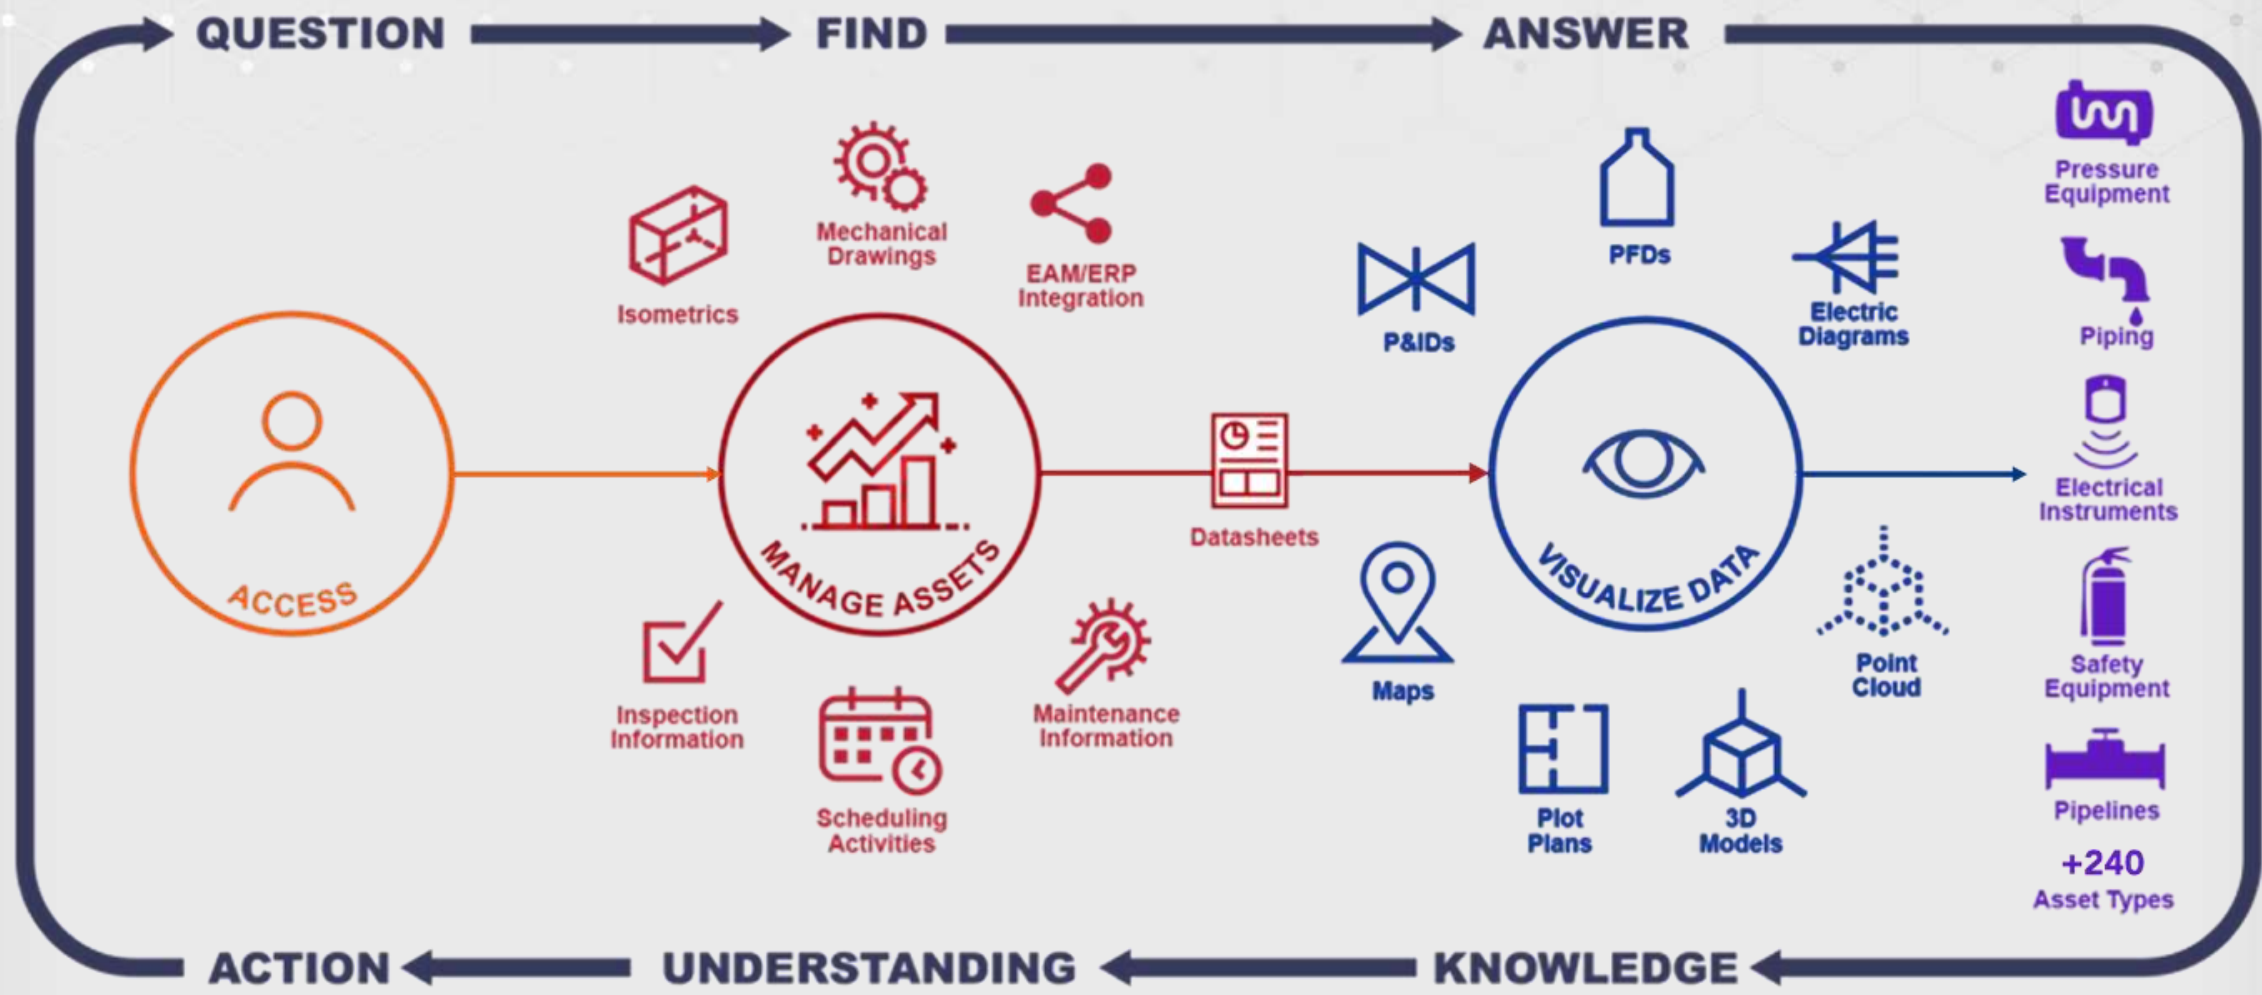 QUESTION
FIND
ANSWER
Isometrics
Mechanical
Drawings
EAM/ERP
Integration
ACCESS
MANAGE ASSETS
Datasheets
Inspection
Information
Scheduling
Activities
Maintenance
Information
P&IDs
PFDs
Electric
Diagrams
VISUALIZE DATA
Maps
Plot
Plans
3D
Models
Point
Cloud
Pressure
Equipment
Piping
Electrical
Instruments
Safety
Equipment
Pipelines
+240
Asset Types
ACTION
UNDERSTANDING
KNOWLEDGE